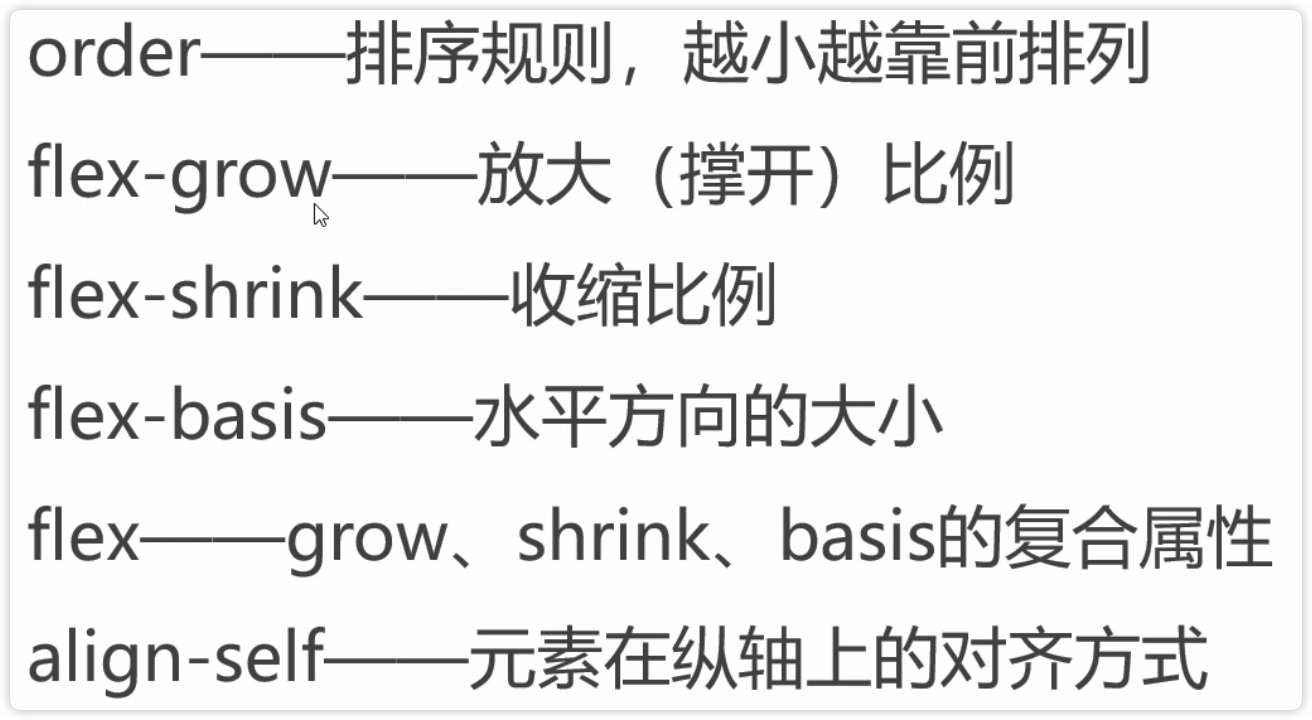 order——排序规则，越小越靠前排列
flex-grow——放大（撑开）比例
flex-shrink——收缩比例
flex-basis——水平方向的大小
flex——grow、shrink、basis的复合属性
align-self——元素在纵轴上的对齐方式